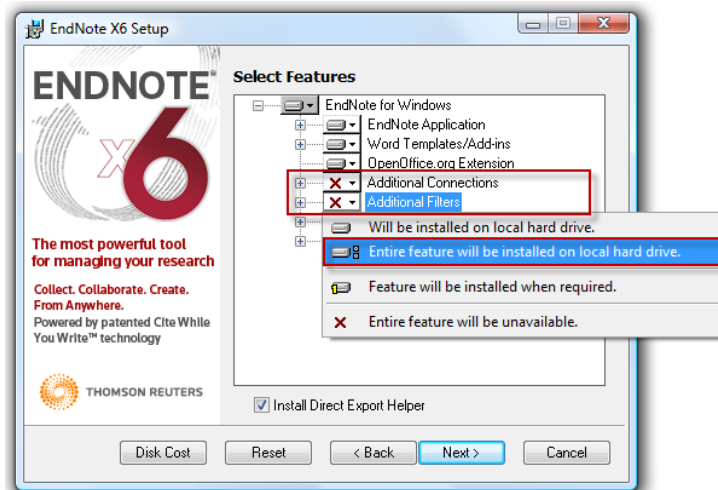 EndNote X6 Setup
ENDNOTE®
X6
The most powerful tool
for managing your research
Collect. Collaborate. Create.
From Anywhere.
Powered by patented Cite While
You Write™ technology
THOMSON REUTERS
Select Features
EndNote for Windows
EndNote Application
Word Templates/Add-ins
OpenOffice.org Extension
Additional Connections
Additional Filters
Will be installed on local hard drive.
Entire feature will be installed on local hard drive.
Feature will be installed when required.
Entire feature will be unavailable.
Install Direct Export Helper
Disk Cost
Reset
< Back
Next >
Cancel